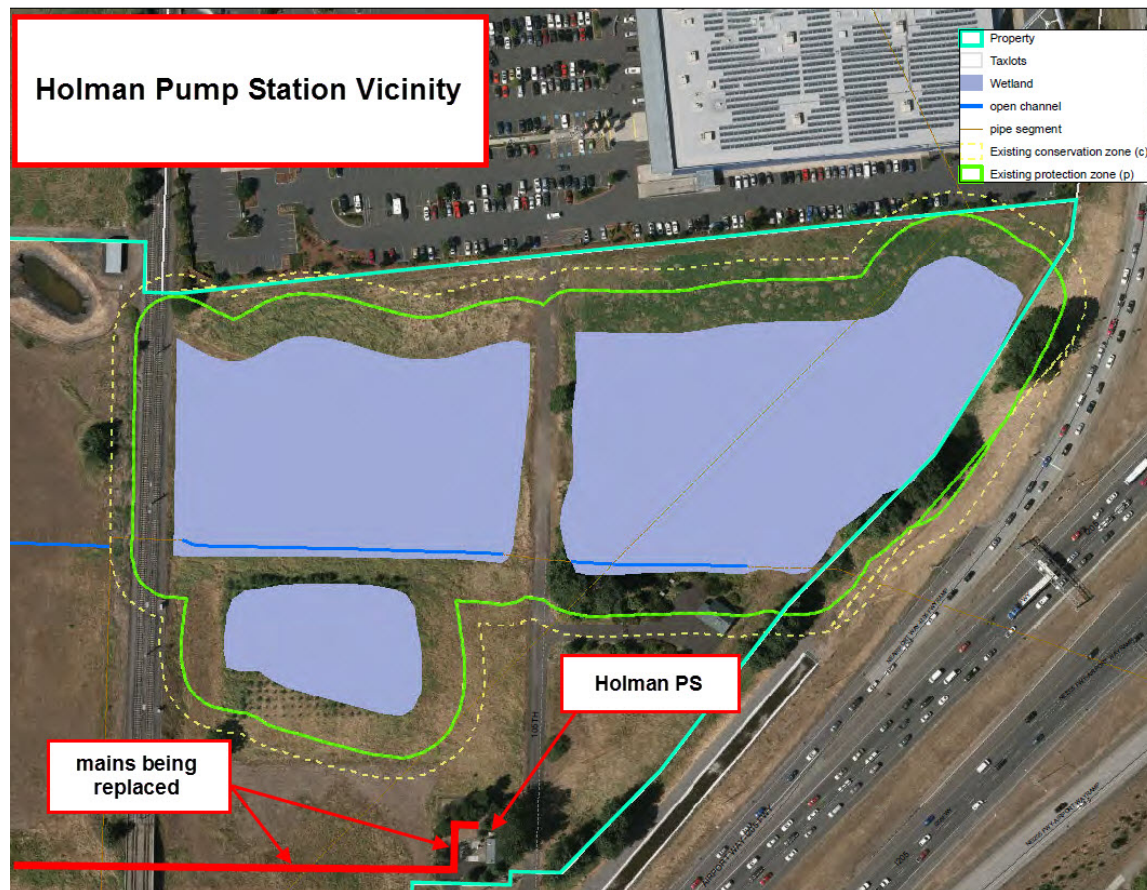 Holman Pump Station Vicinity
Property
Taxlots
Wetland
open channel
pipe segment
Existing conservation zone (c)
Existing protection zone (p)
Holman PS
mains being
replaced
205